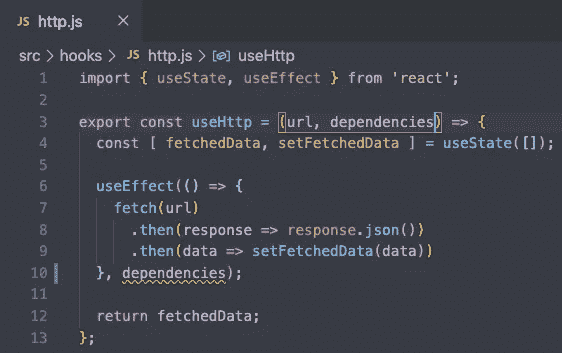 JS http.js ×
src > hooks > JS http.js > useHttp
1 import { useState, useEffect } from 'react';
2
3 export const useHttp = (url, dependencies) => {
4 const [ fetchedData, setFetchedData ] = useState([]);
5
6 useEffect(() => {
7 fetch(url)
8 .then(response => response.json())
9 .then(data => setFetchedData(data))
10 }, dependencies);
11
12 return fetchedData;
13 };